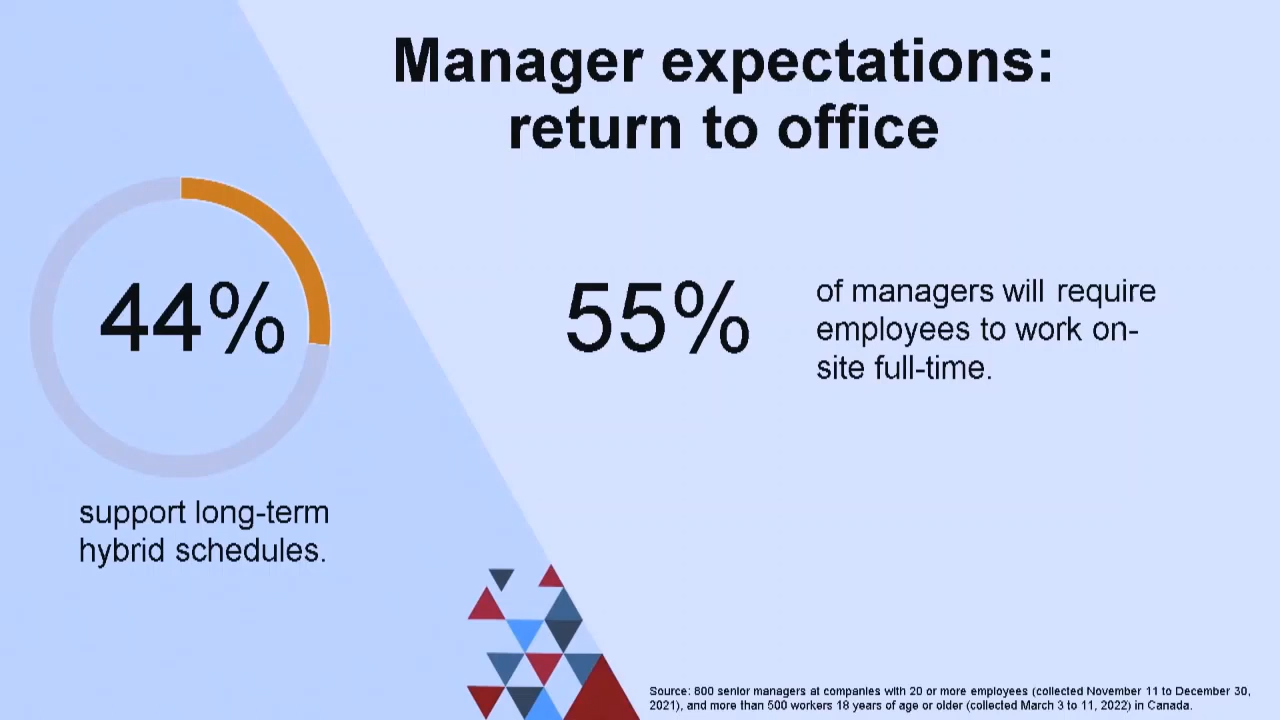 Manager expectations:
return to office
44%
support long-term
hybrid schedules.
55%
of managers will require
employees to work on-
site full-time.
Source: 800 senior managers at companies with 20 or more employees (collected November 11 to December 30,
2021), and more than 500 workers 18 years of age or older (collected March 3 to 11, 2022) in Canada.